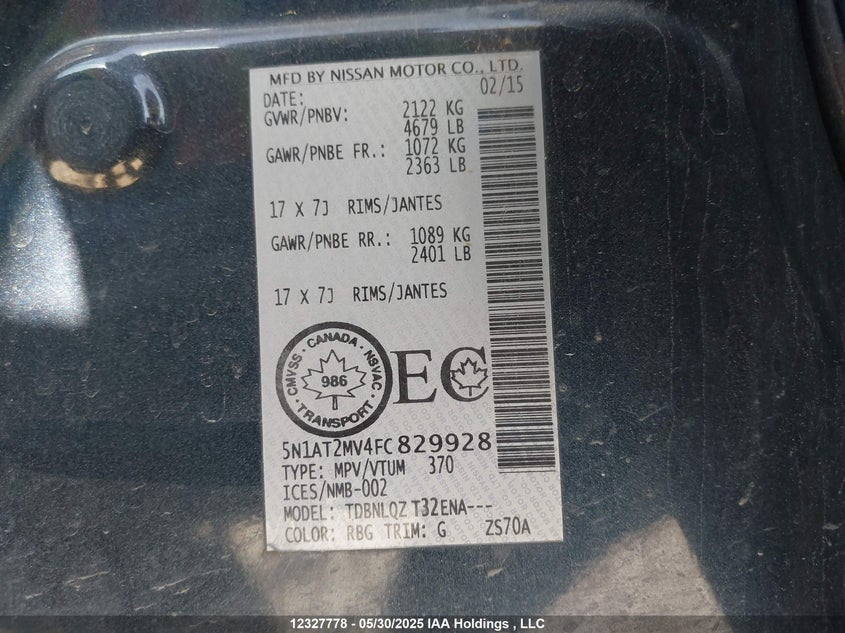 MFD BY NISSAN MOTOR CO., LTD.
DATE: 02/15
GVWR/PNBV: 2122 KG
4679 LB
GAWR/PNBE FR.: 1072 KG
2363 LB
17 X 7J RIMS/JANTES
GAWR/PNBE RR.: 1089 KG
2401 LB
17 X 7J RIMS/JANTES
CMVSS · CANADA · NSVAC · TRANSPORT ·
986
EC
5N1AT2MV4FC829928
TYPE: MPV/VTUM 370
ICES/NMB-002
MODEL: TDBNLQZ T32ENA---
COLOR: RBG TRIM: G ZS70A
12327778 - 05/30/2025 IAA Holdings , LLC